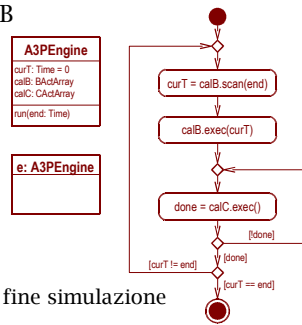 B
A3PEngine
curT: Time = 0
calB: BActArray
calC: CActArray
run(end: Time)
e: A3PEngine
curT = calB.scan(end)
calB.exec(curT)
done = calC.exec()
[!done]
[done]
[curT != end]
[curT == end]
fine simulazione